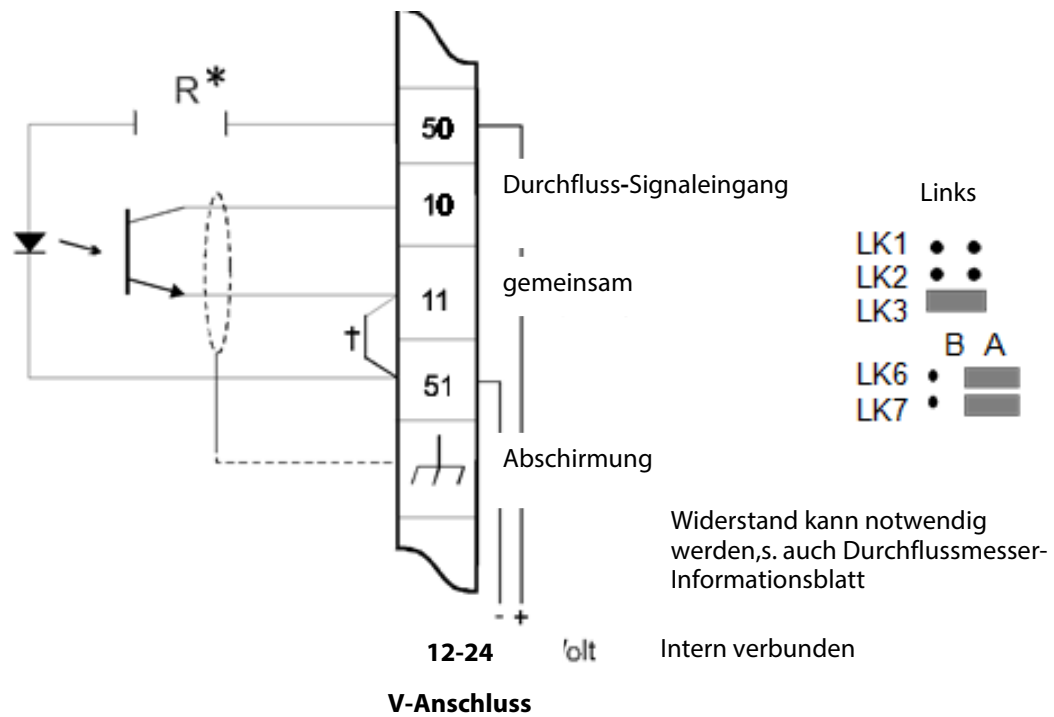 R*
50
Durchfluss-Signaleingang
10
Links
LK1
LK2
gemeinsam
11
LK3
†
B A
LK6
51
LK7
Abschirmung
Widerstand kann notwendig
werden,s. auch Durchflussmesser-
Informationsblatt
- +
12-24 olt Intern verbunden
V-Anschluss